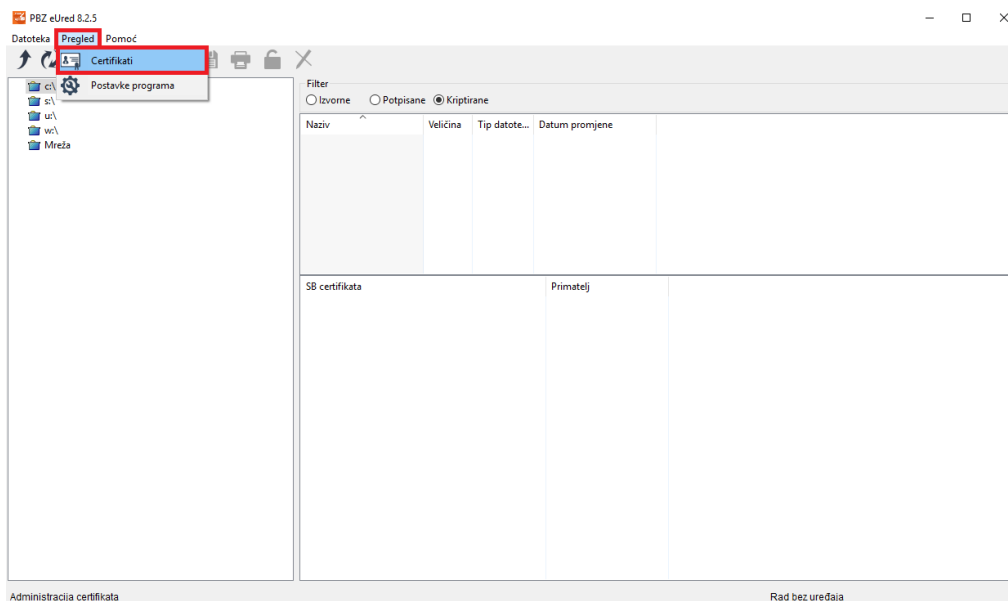 PBZ eUred 8.2.5
Datoteka Pregled Pomoć
Certifikati
Postavke programa
c:\
s:\
u:\
w:\
Mreža
Filter
Izvorne Potpisane Kriptirane
Naziv Veličina Tip datote... Datum promjene
SB certifikata Primatelj
Administracija certifikata Rad bez uređaja